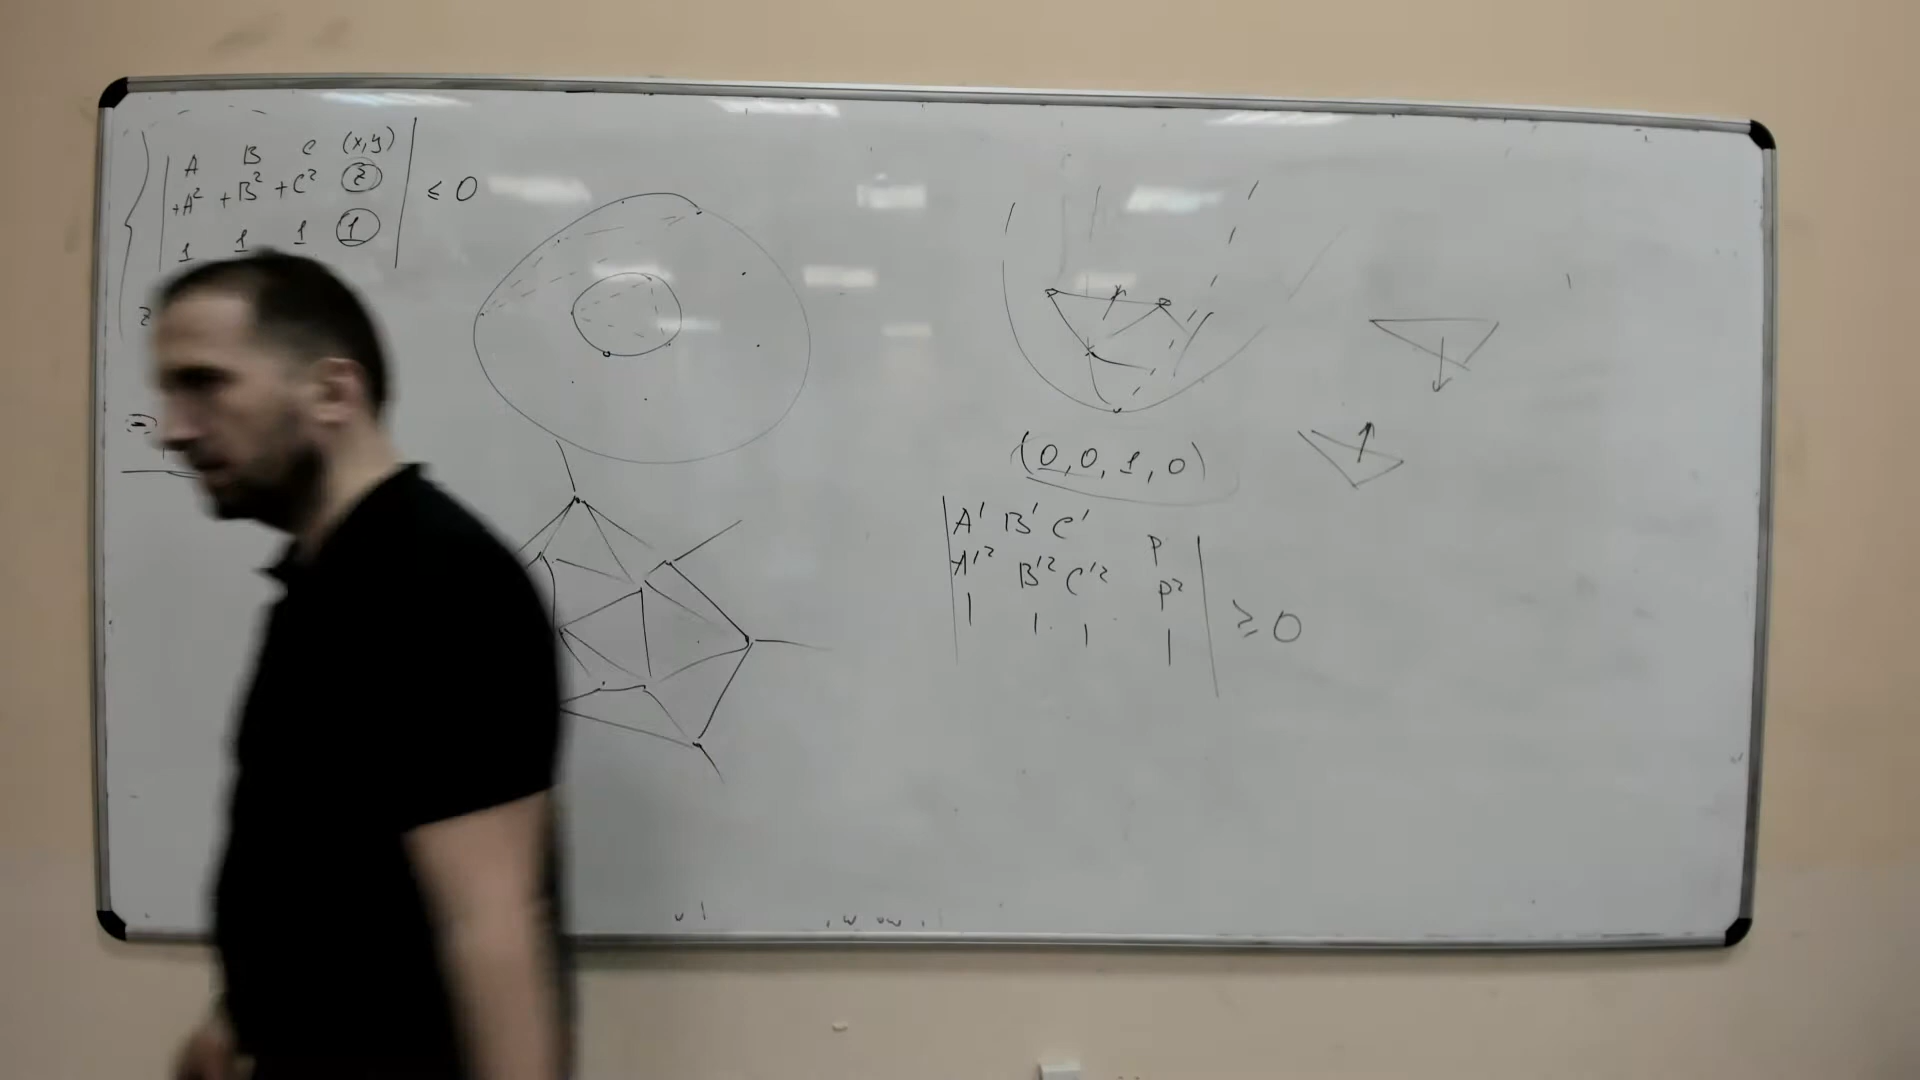 A B C (x,y)
+A² +B² +C² z ≤ 0
1 1 1 1
z
(0,0,1,0)
A' B' C' P
A'² B'² C'² P² ≥ 0
1 1 1 1